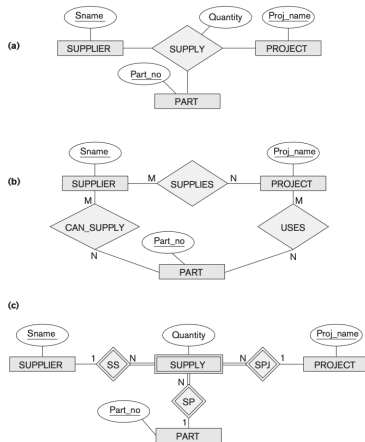 Sname Quantity Proj_name
(a) SUPPLIER SUPPLY PROJECT
Part_no
PART
Sname Proj_name
(b) SUPPLIER M SUPPLIES N PROJECT
M M
CAN_SUPPLY USES
Part_no
N N
PART
(c)
Sname Quantity Proj_name
SUPPLIER 1 SS N SUPPLY N SPJ 1 PROJECT
N
SP
Part_no 1
PART